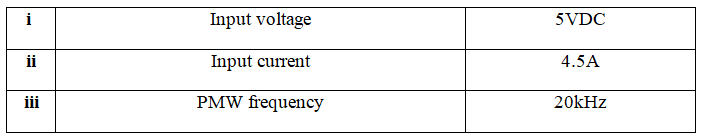 i Input voltage 5VDC
ii Input current 4.5A
iii PMW frequency 20kHz